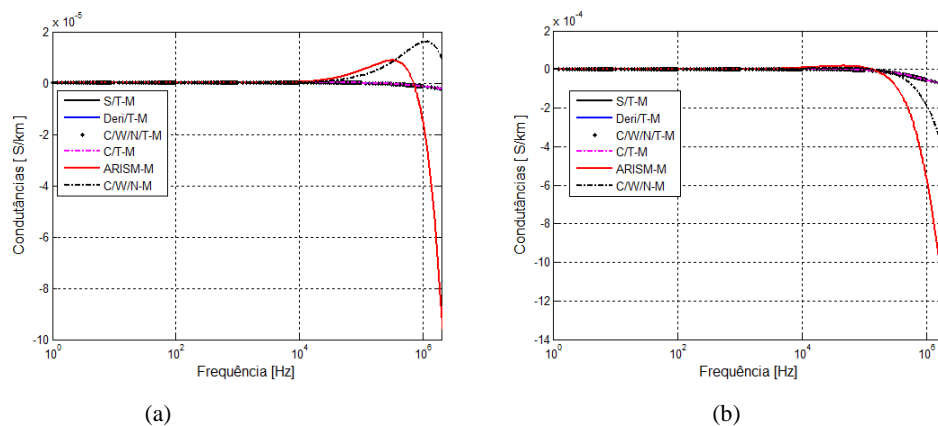 x 10^-5
2
0
-2
-4
-6
-8
-10
Condutâncias [ S/km ]
S/T-M
Deri/T-M
C/W/N/T-M
C/T-M
ARISM-M
C/W/N-M
10^0 10^2 10^4 10^6
Frequência [Hz]
(a)
x 10^-4
2
0
-2
-4
-6
-8
-10
-12
-14
Condutâncias [ S/km ]
S/T-M
Deri/T-M
C/W/N/T-M
C/T-M
ARISM-M
C/W/N-M
10^0 10^2 10^4 10^6
Frequência [Hz]
(b)